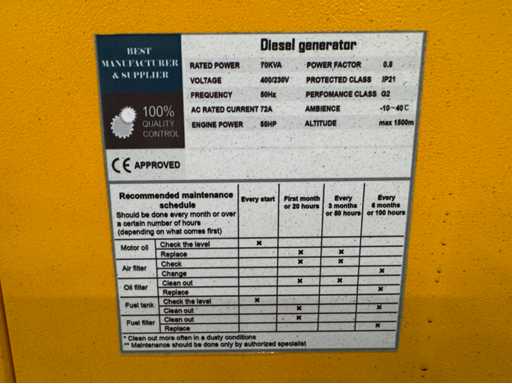 BEST
MANUFACTURER
& SUPPLIER
100%
QUALITY
CONTROL
CE APPROVED
Diesel generator
RATED POWER 70KVA POWER FACTOR 0.8
VOLTAGE 400/230V PROTECTED CLASS IP21
FREQUENCY 50Hz PERFOMANCE CLASS G2
AC RATED CURRENT 72A AMBIENCE -10~40℃
ENGINE POWER 55HP ALTITUDE max 1500m
Recommended maintenance
schedule
Should be done every month or over
a certain number of hours
(depending on what comes first)
Every start
First month
or 20 hours
Every
3 months
or 80 hours
Every
6 months
or 100 hours
Motor oil Check the level x
Replace x x
Air filter Check x x
Change x
Oil filter Clean out x x
Replace x
Fuel tank Check the level x
Clean out x x
Fuel filter Clean out x
Replace x
* Clean out more often in a dusty conditions
** Maintenance should be done only by authorized specialist